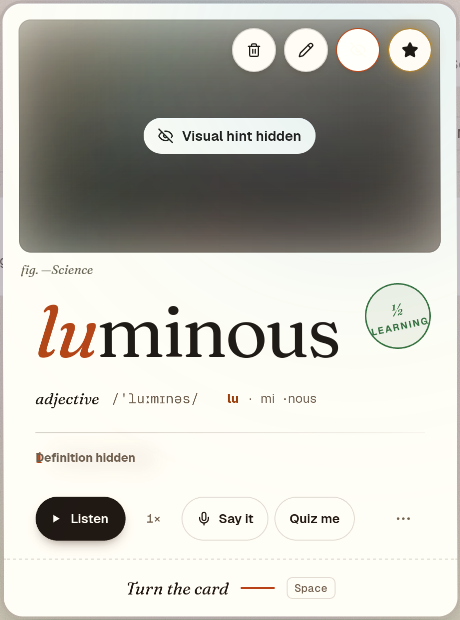 Visual hint hidden
fig. —Science
luminous
½
LEARNING
adjective /ˈluːmɪnəs/ lu · mi ·nous
Definition hidden
Listen 1× Say it Quiz me ···
Turn the card — Space